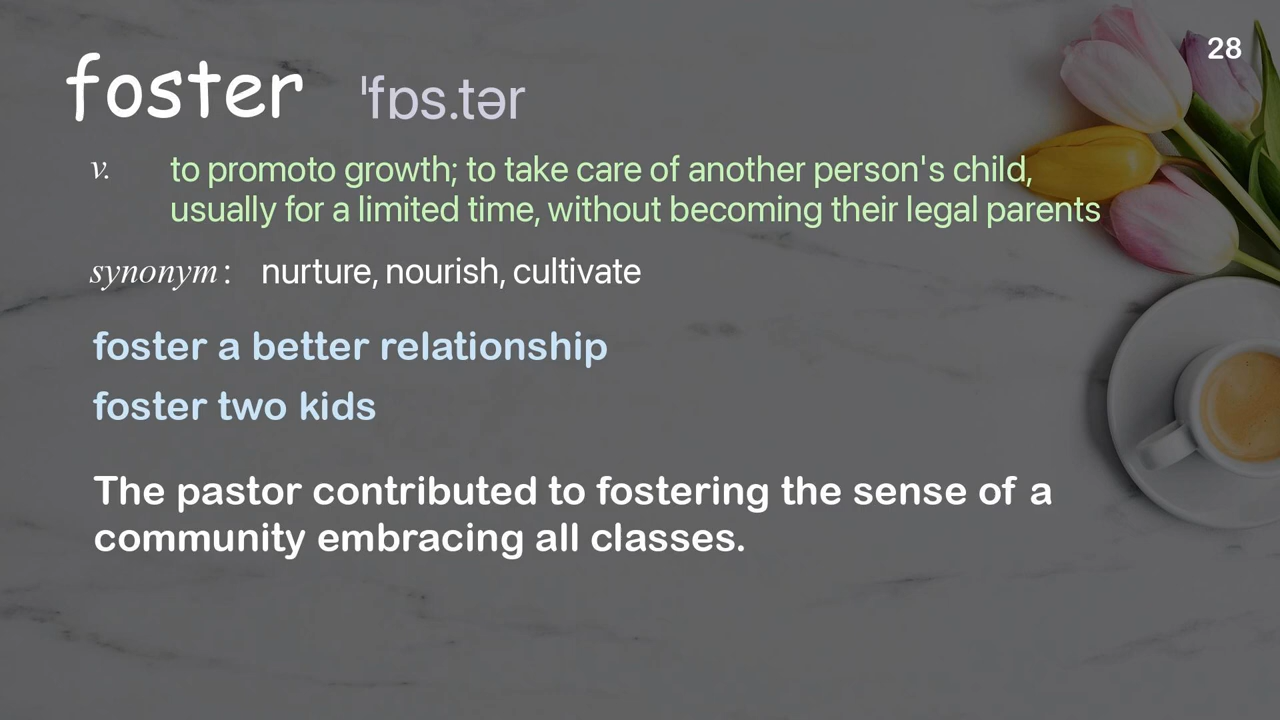 28
foster ˈfɒs.tər
v. to promoto growth; to take care of another person's child,
usually for a limited time, without becoming their legal parents
synonym: nurture, nourish, cultivate
foster a better relationship
foster two kids
The pastor contributed to fostering the sense of a
community embracing all classes.